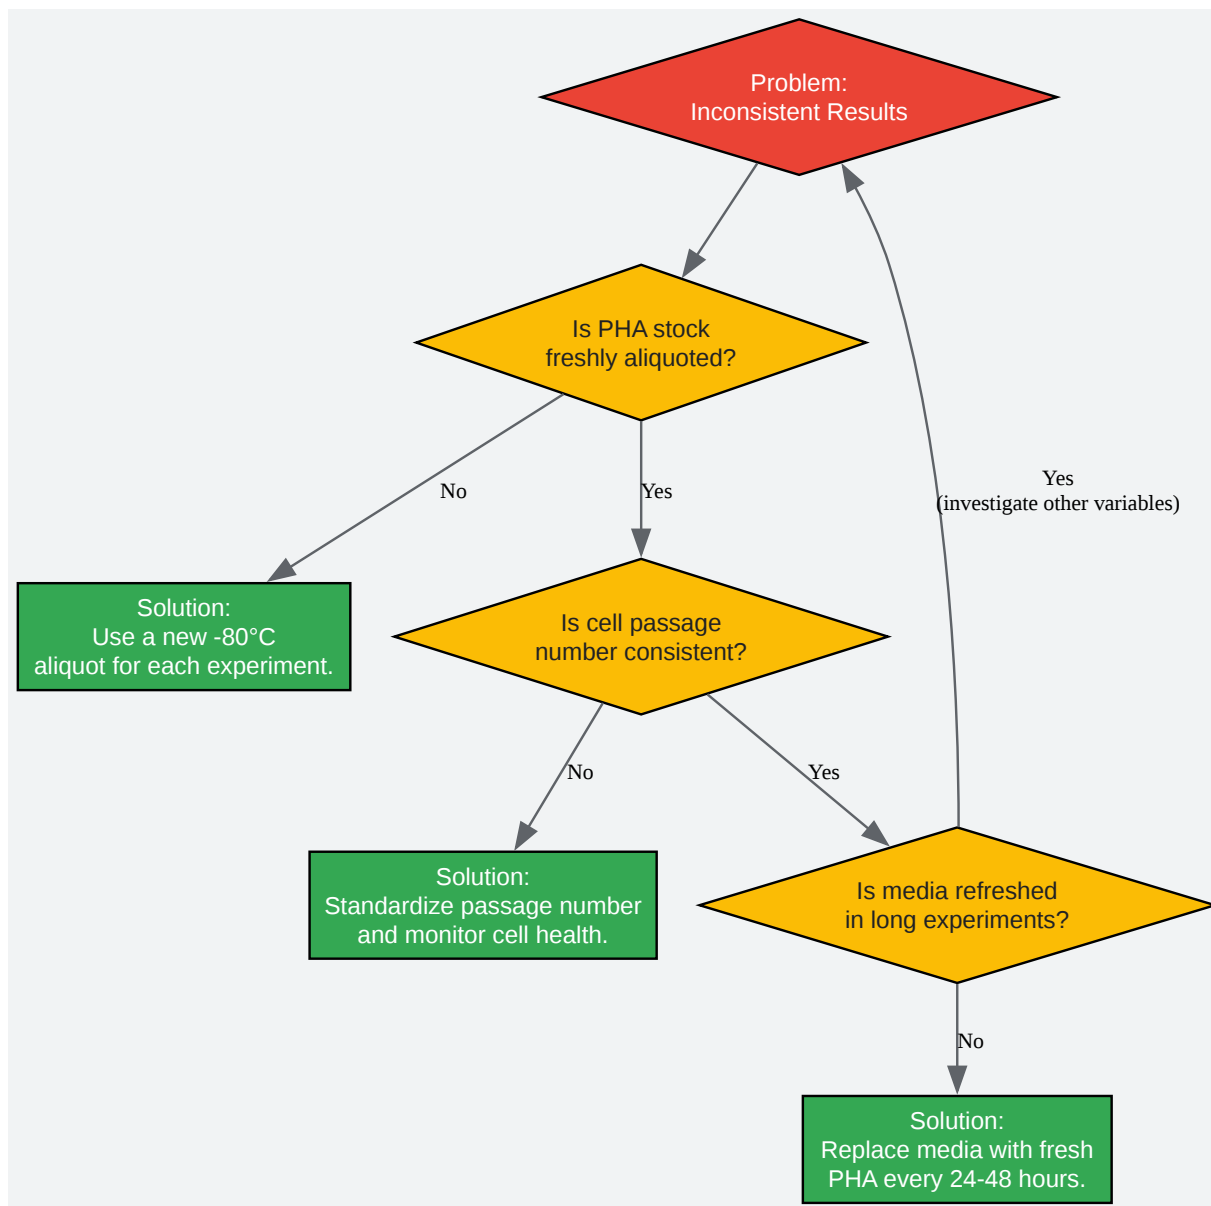 Problem:
Inconsistent Results
Is PHA stock
freshly aliquoted?
No
Yes
Yes
(investigate other variables)
Solution:
Use a new -80°C
aliquot for each experiment.
Is cell passage
number consistent?
No
Yes
Solution:
Standardize passage number
and monitor cell health.
Is media refreshed
in long experiments?
No
Solution:
Replace media with fresh
PHA every 24-48 hours.